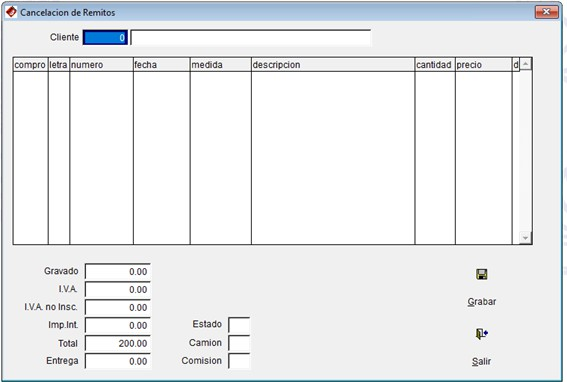 Cancelacion de Remitos
Cliente 0
compro letra numero fecha medida descripcion cantidad precio d
Gravado 0.00
I.V.A. 0.00
I.V.A. no Insc. 0.00
Imp.Int. 0.00 Estado
Total 200.00 Camion
Entrega 0.00 Comision
Grabar
Salir